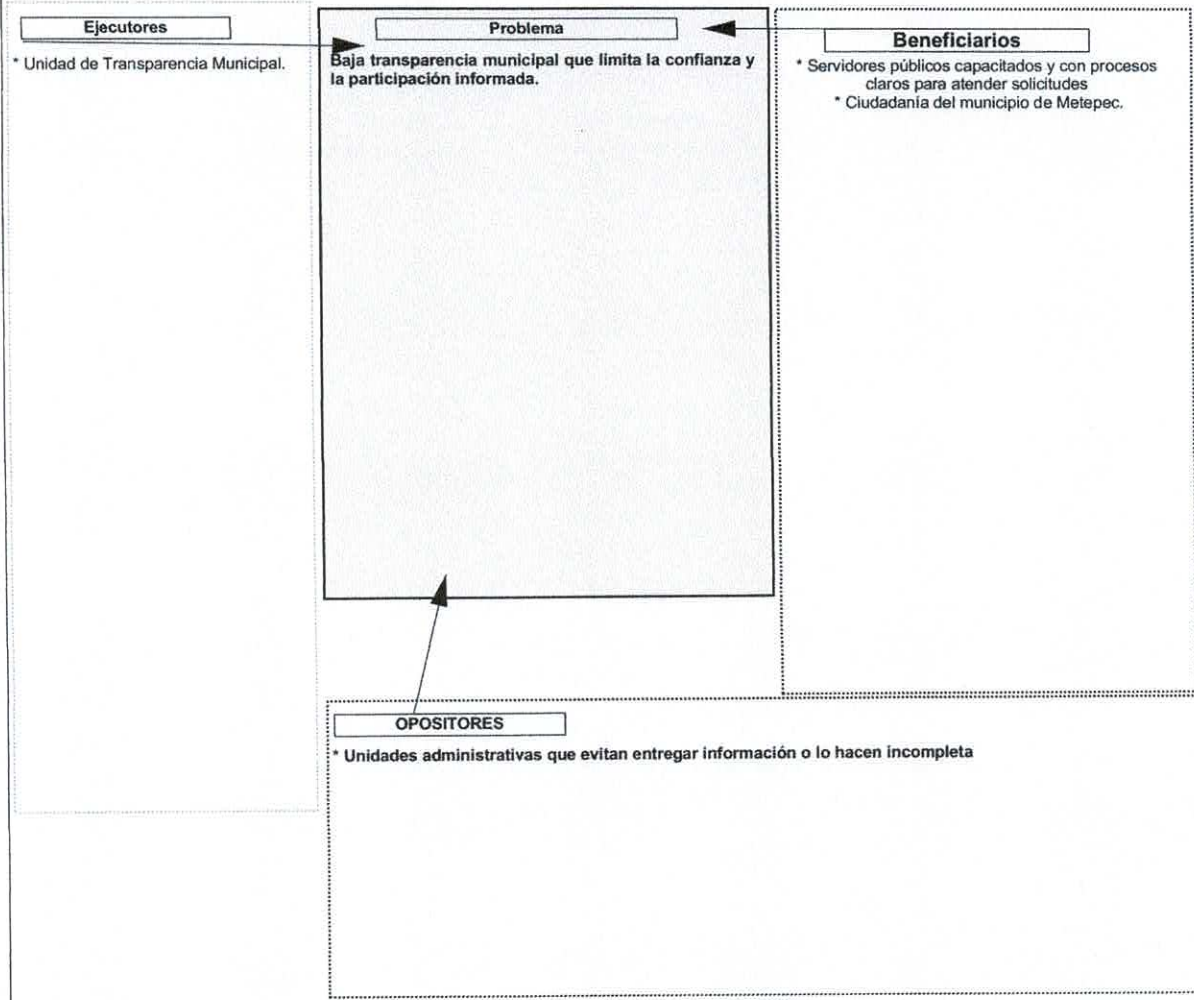 Ejecutores
* Unidad de Transparencia Municipal.
Problema
Baja transparencia municipal que limita la confianza y
la participación informada.
Beneficiarios
* Servidores públicos capacitados y con procesos
claros para atender solicitudes
* Ciudadanía del municipio de Metepec.
OPOSITORES
* Unidades administrativas que evitan entregar información o lo hacen incompleta